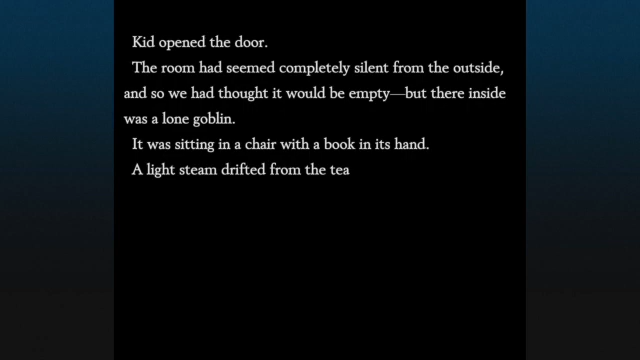 Kid opened the door.
The room had seemed completely silent from the outside,
and so we had thought it would be empty—but there inside
was a lone goblin.
It was sitting in a chair with a book in its hand.
A light steam drifted from the tea